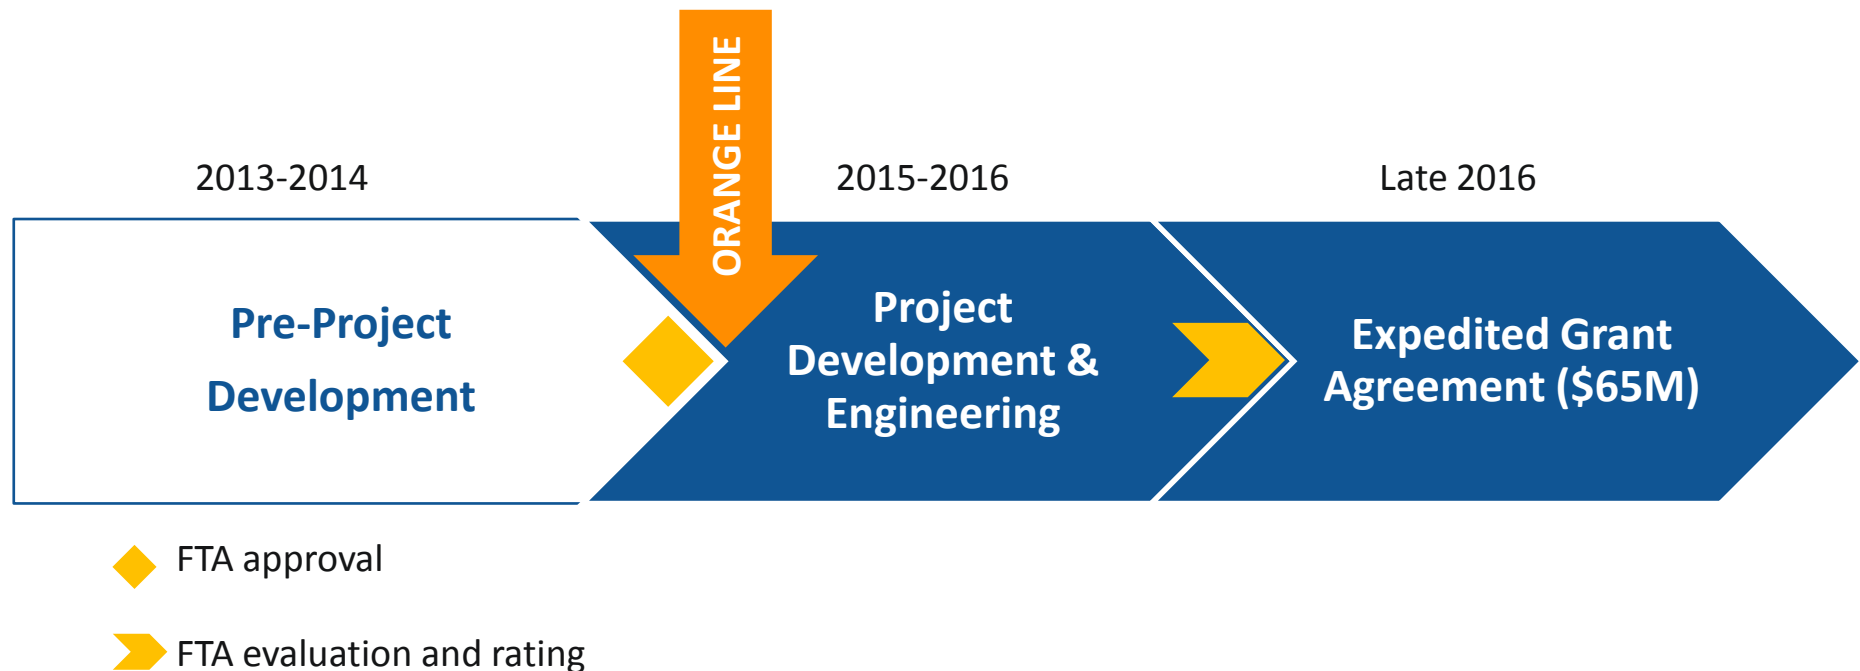 ORANGE LINE
2013-2014
2015-2016
Late 2016
Pre-Project
Development
Project
Development &
Engineering
Expedited Grant
Agreement ($65M)
FTA approval
FTA evaluation and rating